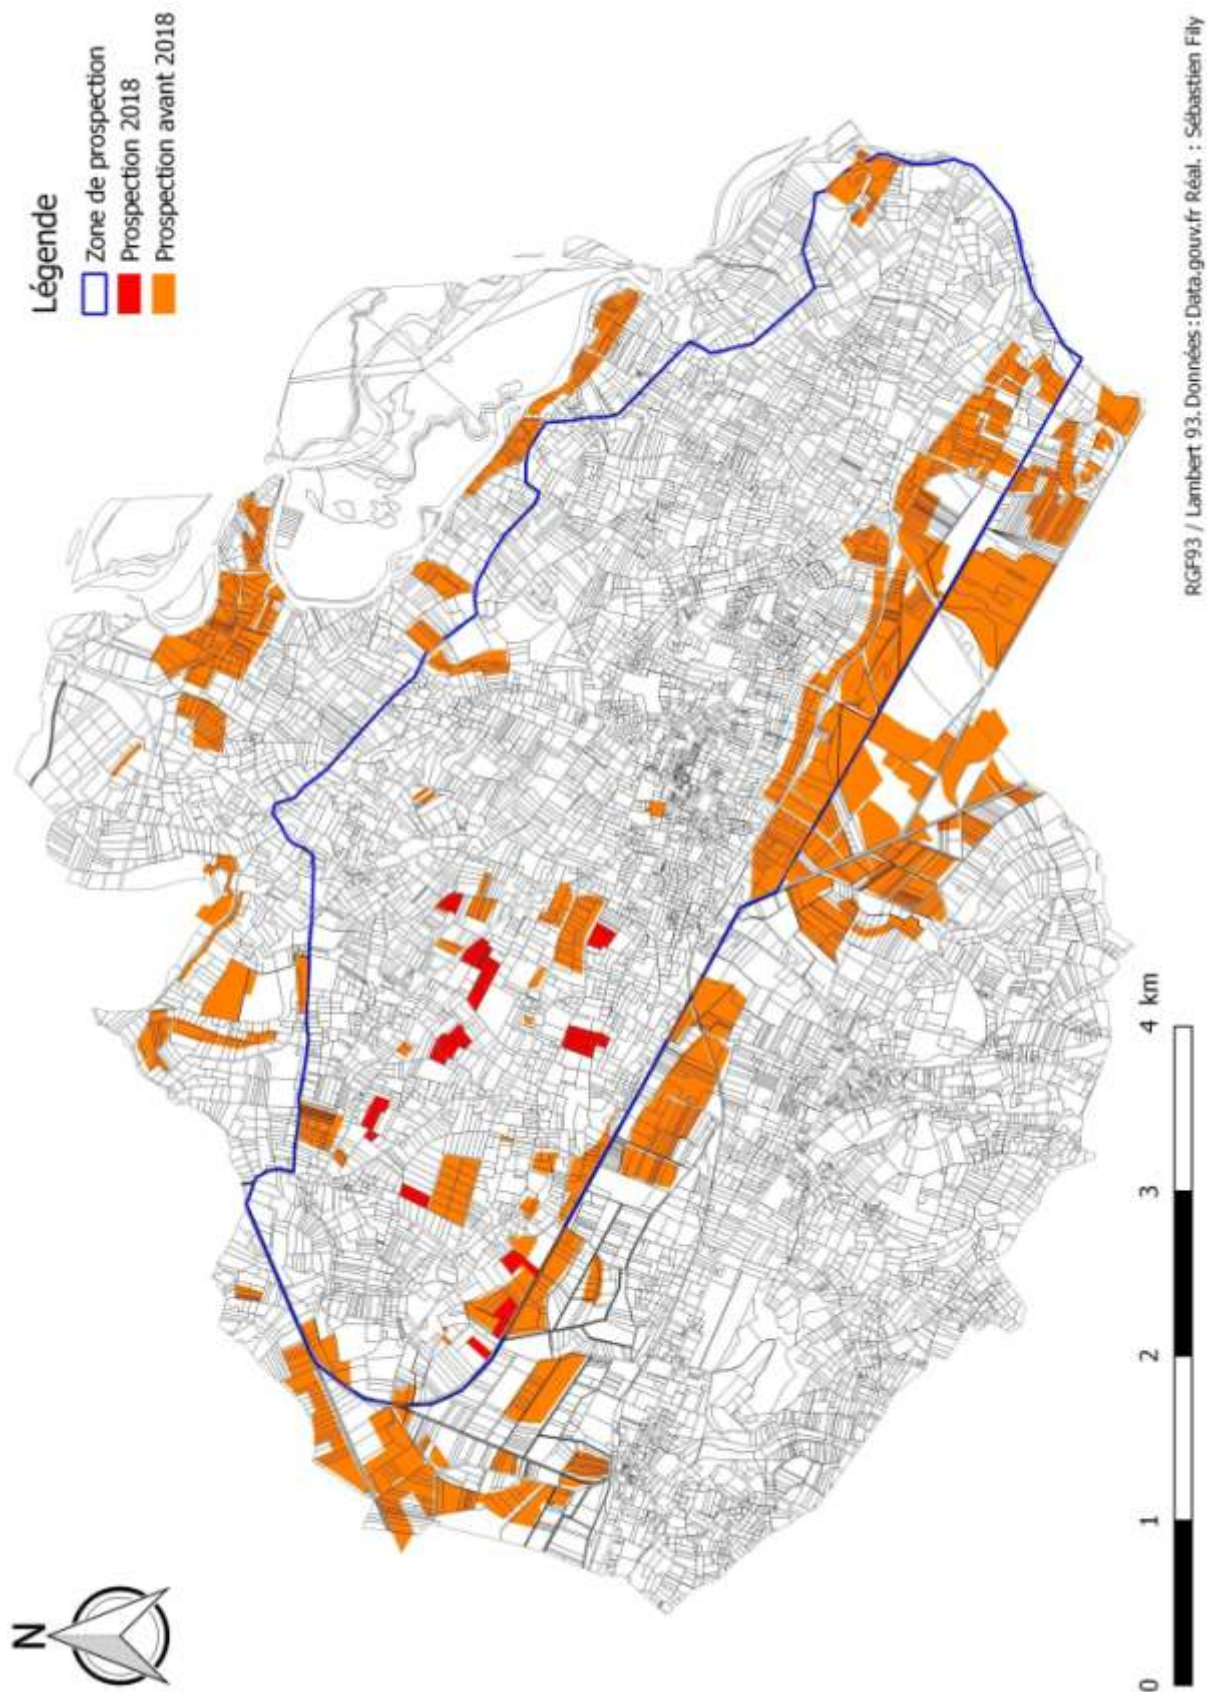 N
Légende
Zone de prospection
Prospection 2018
Prospection avant 2018
0 1 2 3 4 km
RGF93 / Lambert 93. Données : Data.gouv.fr Réal. : Sébastien Fily